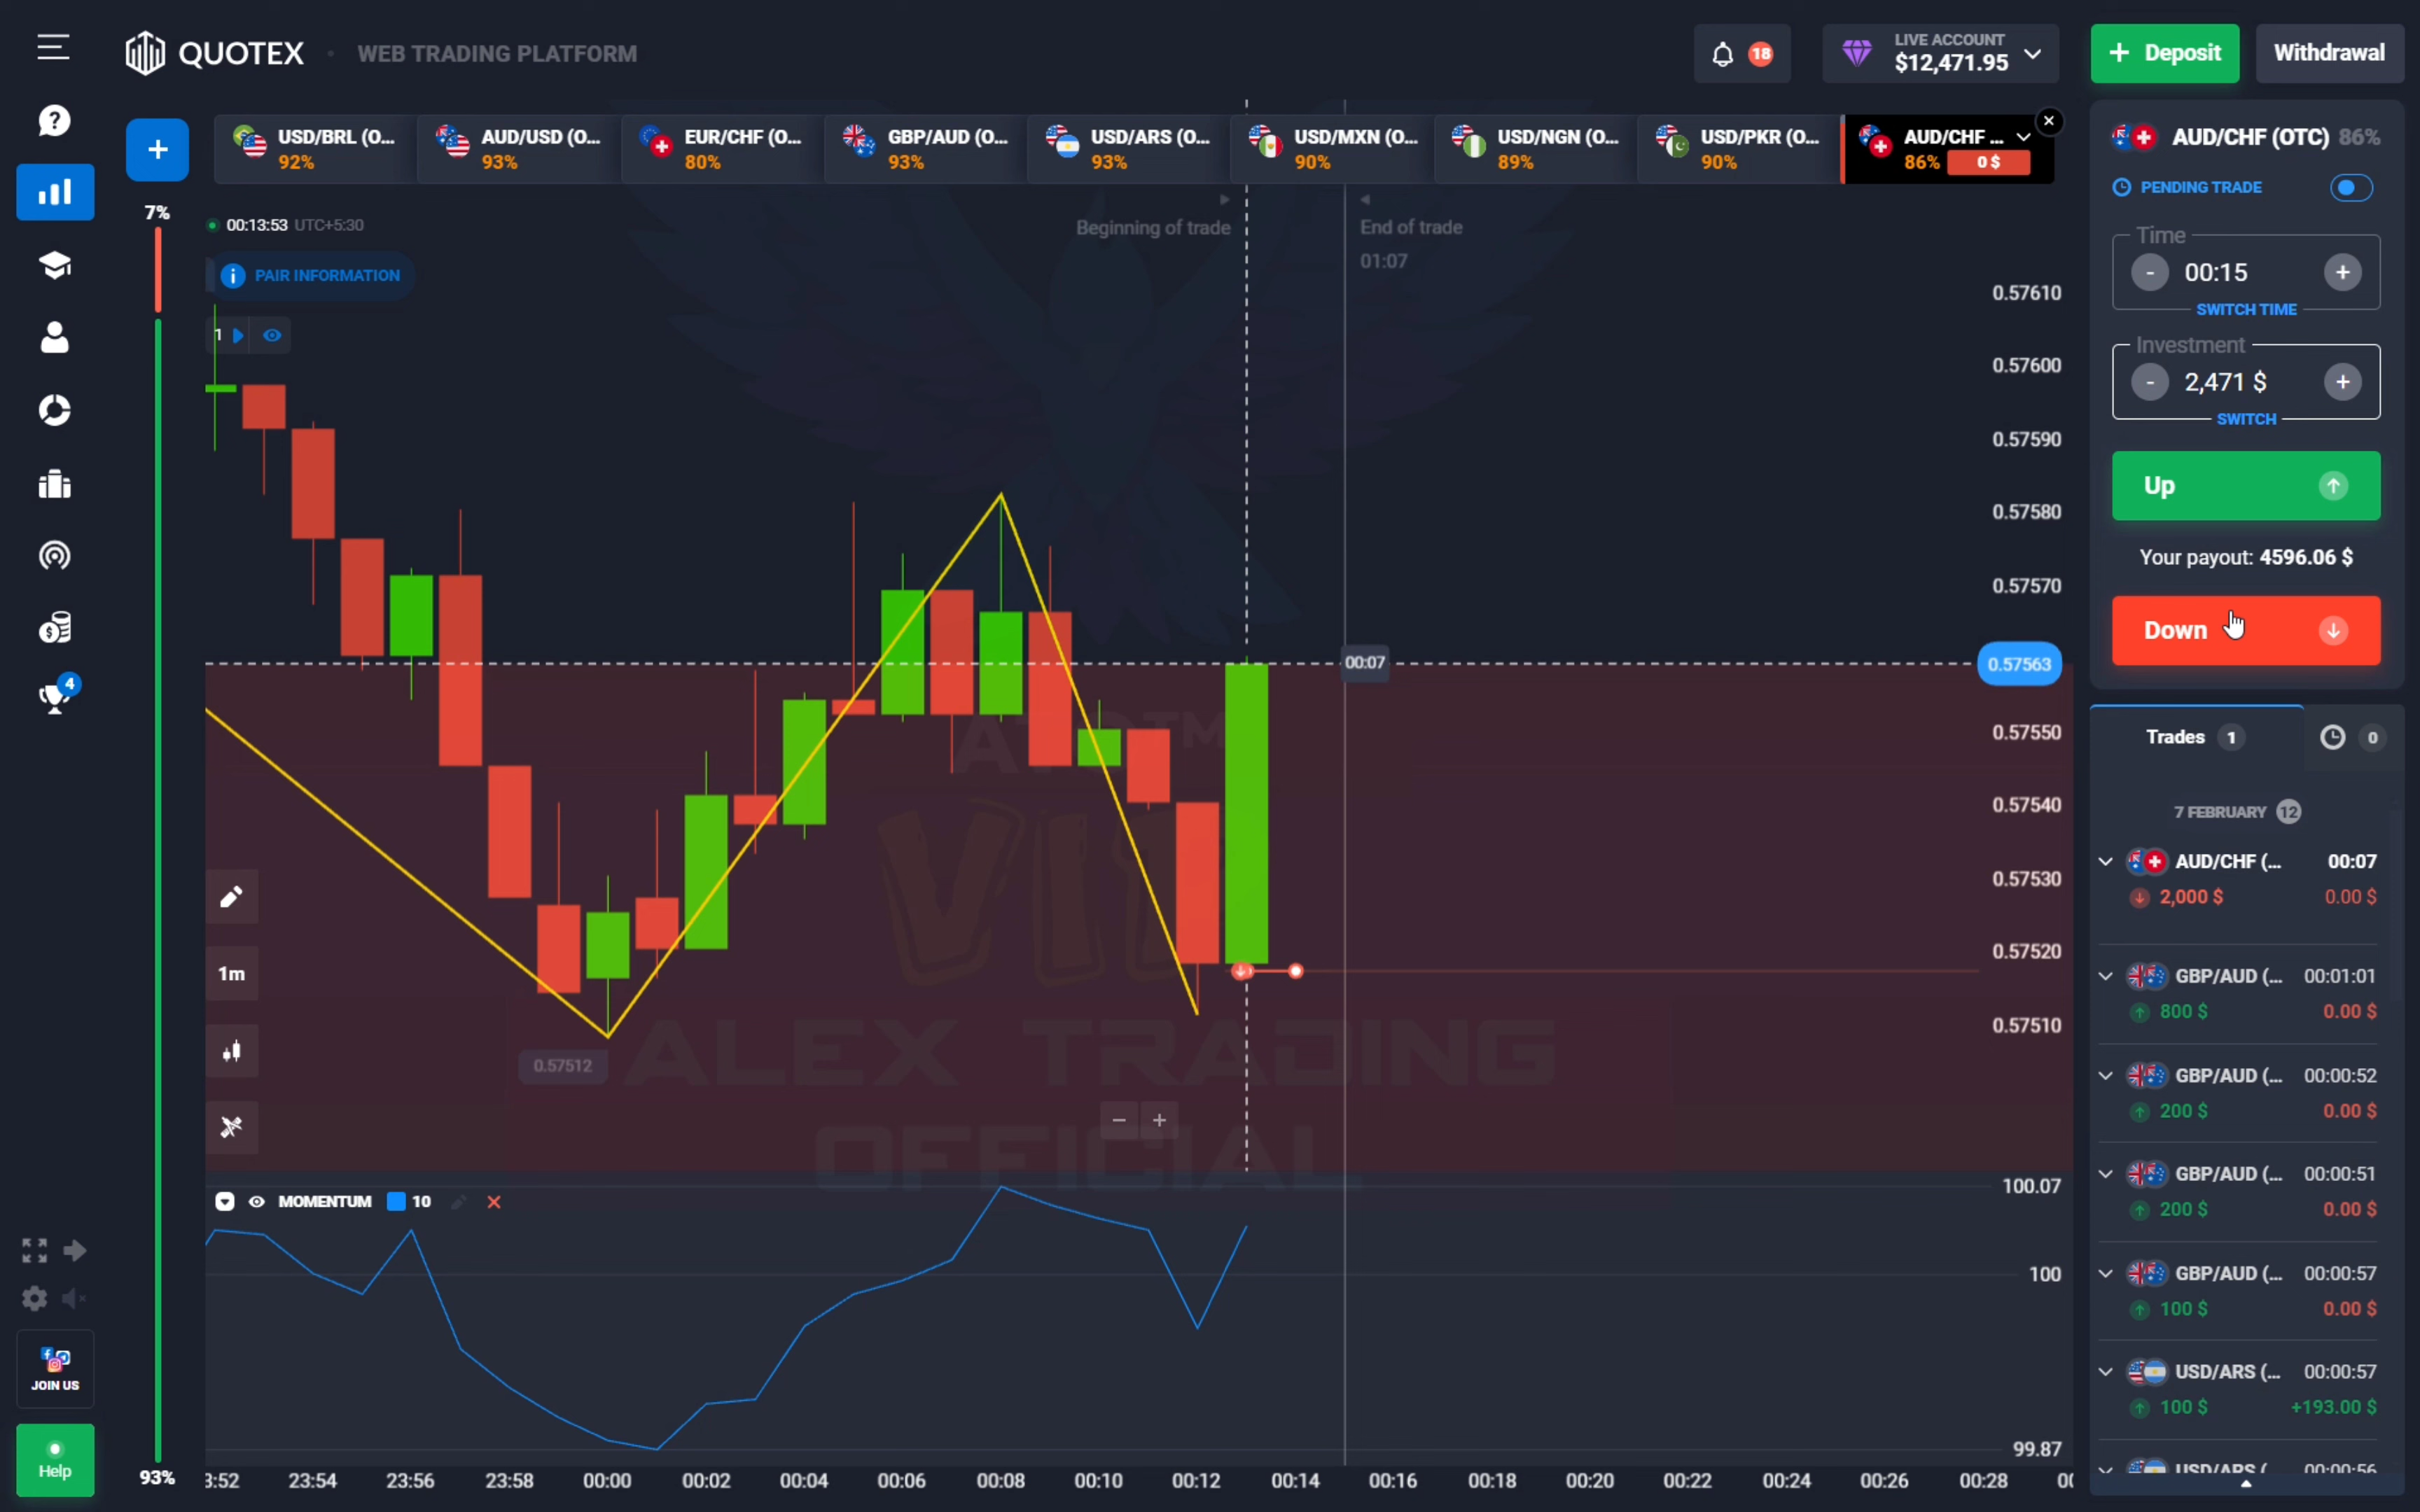 QUOTEX
WEB TRADING PLATFORM
18
LIVE ACCOUNT
$12,471.95
+ Deposit
Withdrawal
USD/BRL (O...
92%
AUD/USD (O...
93%
EUR/CHF (O...
80%
GBP/AUD (O...
93%
USD/ARS (O...
93%
USD/MXN (O...
90%
USD/NGN (O...
89%
USD/PKR (O...
90%
AUD/CHF ...
86% 0 $
AUD/CHF (OTC) 86%
PENDING TRADE
Time
- 00:15 +
SWITCH TIME
Investment
- 2,471 $ +
SWITCH
Up
Your payout: 4596.06 $
Down
7%
93%
00:13:53 UTC+5:30
PAIR INFORMATION
1
Beginning of trade
End of trade
01:07
0.57610
0.57600
0.57590
0.57580
0.57570
0.57563
0.57550
0.57540
0.57530
0.57520
0.57510
00:07
0.57512
1m
ALEX TRADING
OFFICIAL
MOMENTUM 10
100.07
100
99.87
3:52 23:54 23:56 23:58 00:00 00:02 00:04 00:06 00:08 00:10 00:12 00:14 00:16 00:18 00:20 00:22 00:24 00:26 00:28
4
JOIN US
Help
Trades 1
0
7 FEBRUARY 12
AUD/CHF (... 00:07
2,000 $ 0.00 $
GBP/AUD (... 00:01:01
800 $ 0.00 $
GBP/AUD (... 00:00:52
200 $ 0.00 $
GBP/AUD (... 00:00:51
200 $ 0.00 $
GBP/AUD (... 00:00:57
100 $ 0.00 $
USD/ARS (... 00:00:57
100 $ +193.00 $
USD/ARS (... 00:00:56